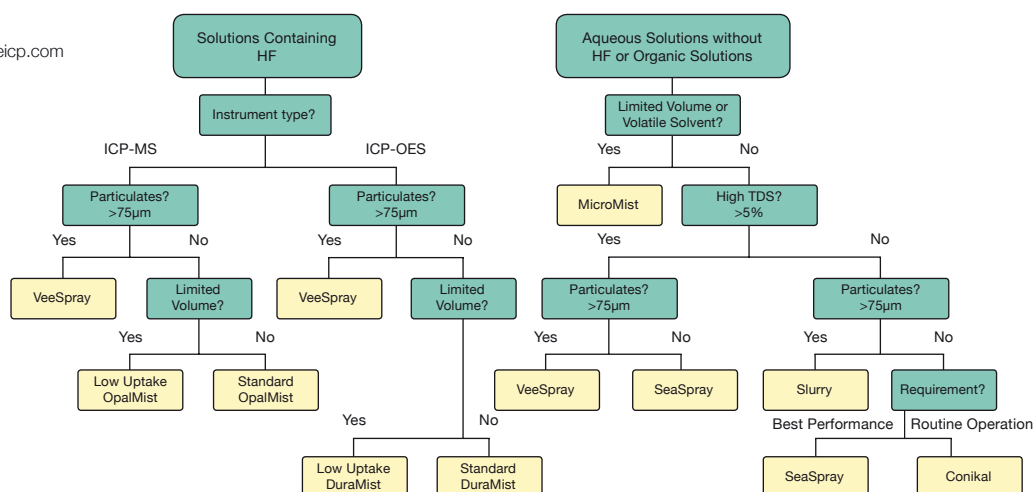 eicp.com
Solutions Containing
HF
Instrument type?
ICP-MS
ICP-OES
Particulates?
>75µm
Particulates?
>75µm
Yes
No
Yes
No
VeeSpray
Limited
Volume?
VeeSpray
Limited
Volume?
Yes
No
Low Uptake
OpalMist
Standard
OpalMist
Yes
No
Low Uptake
DuraMist
Standard
DuraMist
Aqueous Solutions without
HF or Organic Solutions
Limited Volume or
Volatile Solvent?
Yes
No
MicroMist
High TDS?
>5%
Yes
No
Particulates?
>75µm
Particulates?
>75µm
Yes
No
Yes
No
VeeSpray
SeaSpray
Slurry
Requirement?
Best Performance
Routine Operation
SeaSpray
Conikal